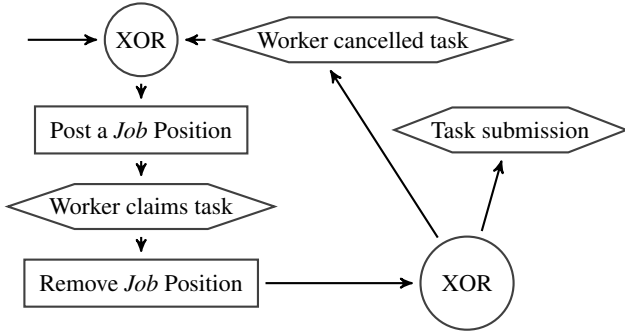 XOR
Worker cancelled task
Post a Job Position
Task submission
Worker claims task
Remove Job Position
XOR